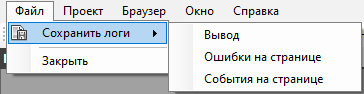 Файл Проект Браузер Окно Справка
Сохранить логи
Закрыть
Вывод
Ошибки на странице
События на странице